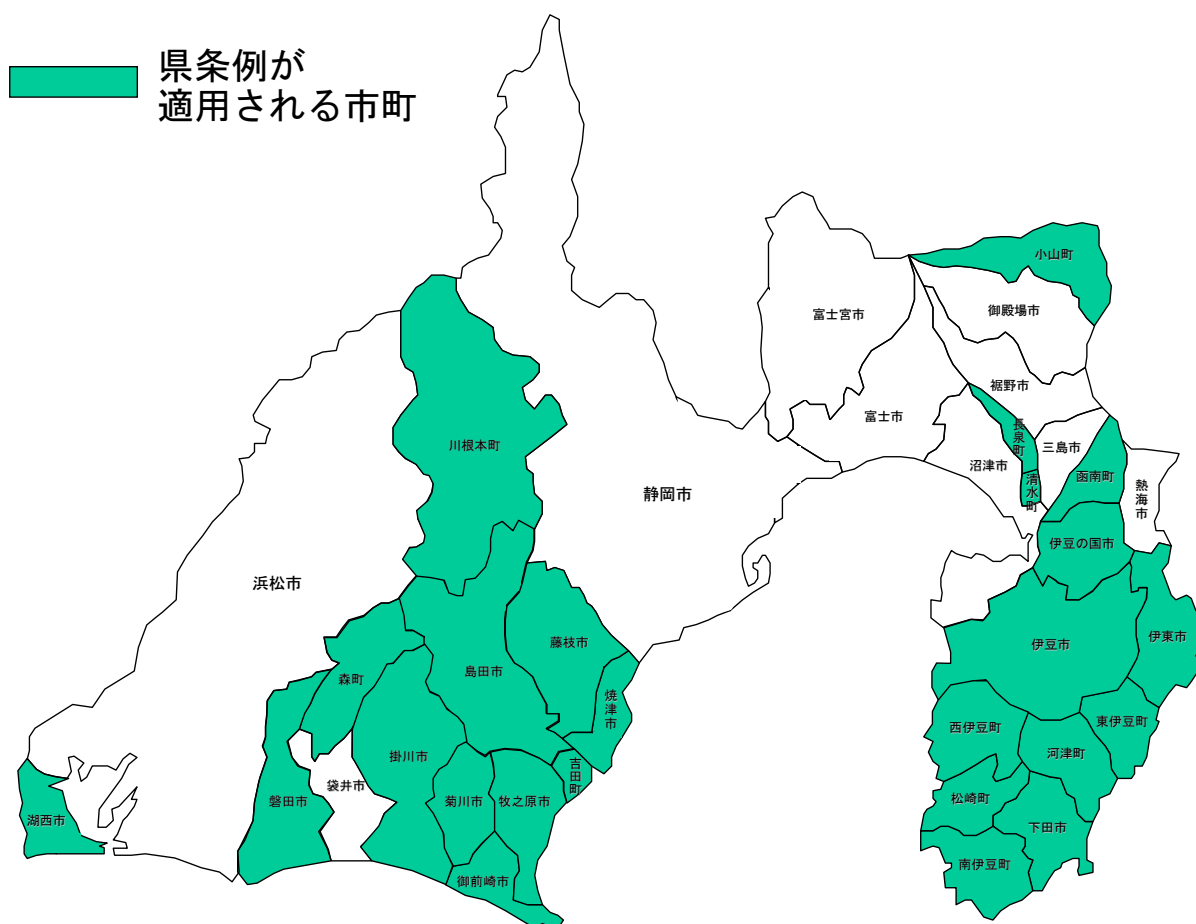 県条例が
適用される市町
小山町
御殿場市
富士宮市
裾野市
富士市
長泉町
三島市
沼津市
清水町
函南町
熱海市
川根本町
静岡市
伊豆の国市
浜松市
伊豆市
伊東市
藤枝市
島田市
森町
焼津市
西伊豆町
東伊豆町
河津町
掛川市
吉田町
袋井市
磐田市
菊川市
牧之原市
松崎町
湖西市
下田市
南伊豆町
御前崎市